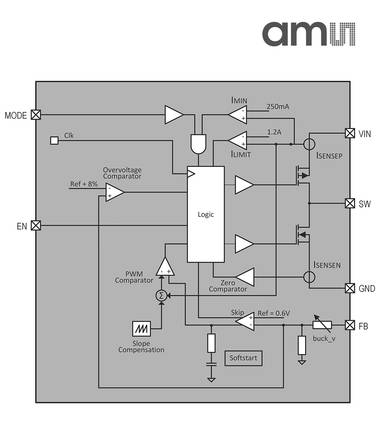 amu
MODE
Clk
IMIN
250mA
1.2A
ILIMIT
VIN
ISENSEP
Overvoltage
Comparator
Ref + 8%
Logic
SW
EN
PWM
Comparator
Zero
Comparator
ISENSEN
GND
Σ
Skip
Ref = 0.6V
FB
buck_v
Slope
Compensation
Softstart